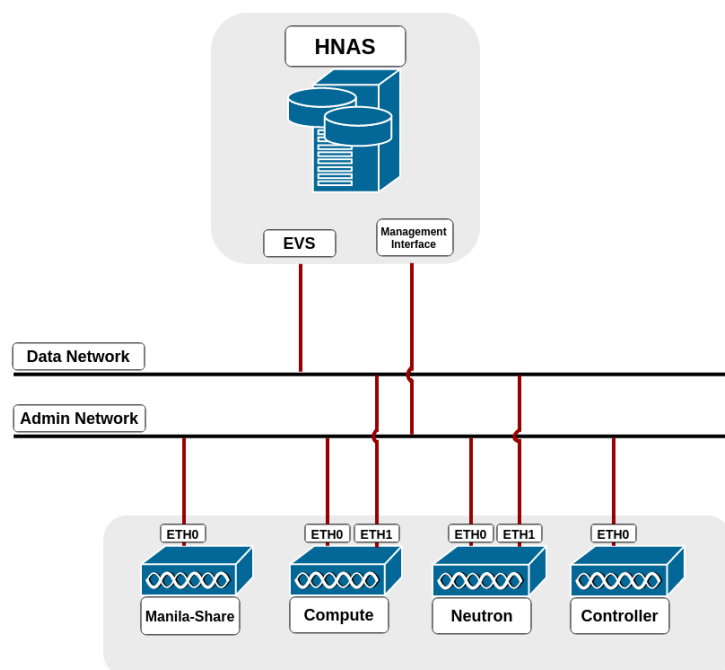 HNAS
EVS
Management
Interface
Data Network
Admin Network
ETH0
ETH0
ETH1
ETH0
ETH1
ETH0
Manila-Share
Compute
Neutron
Controller